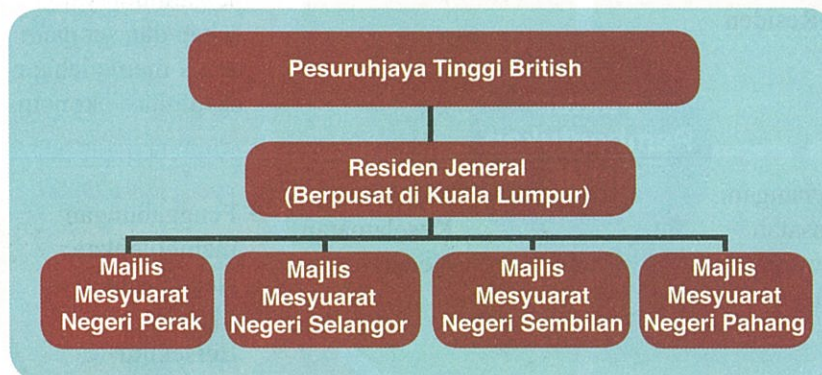 Residen
Pesuruhjaya Tinggi British
Residen Jeneral
(Berpusat di Kuala Lumpur)
Majlis
Mesyuarat
Negeri Perak
Majlis
Mesyuarat
Negeri Selangor
Majlis
Mesyuarat
Negeri Sembilan
Majlis
Mesyuarat
Negeri Pahang